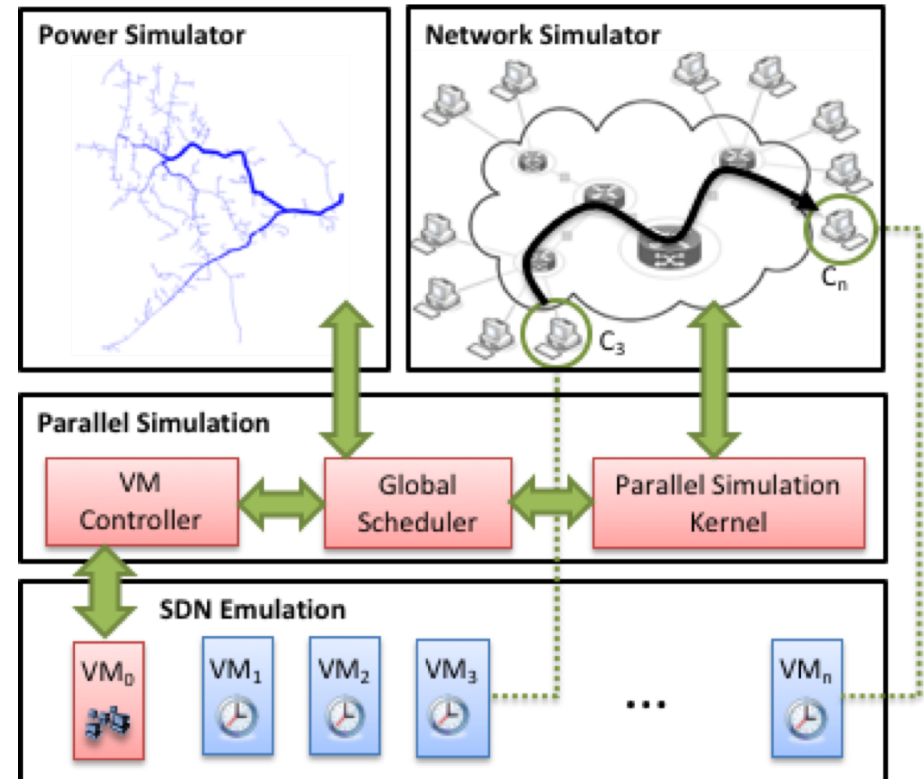 Power Simulator
Network Simulator
Cₙ
C₃
Parallel Simulation
VM
Controller
Global
Scheduler
Parallel Simulation
Kernel
SDN Emulation
VM₀
VM₁
VM₂
VM₃
...
VMₙ